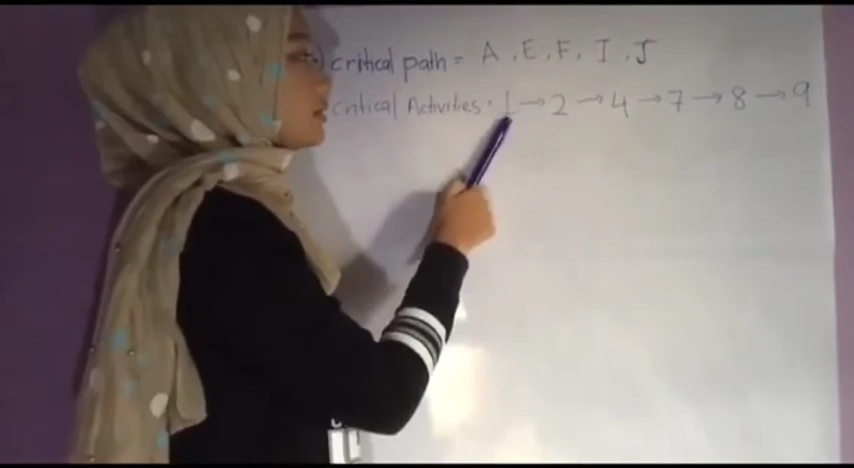 critical path = A, E, F, I, J
critical Activities : 1 → 2 → 4 → 7 → 8 → 9